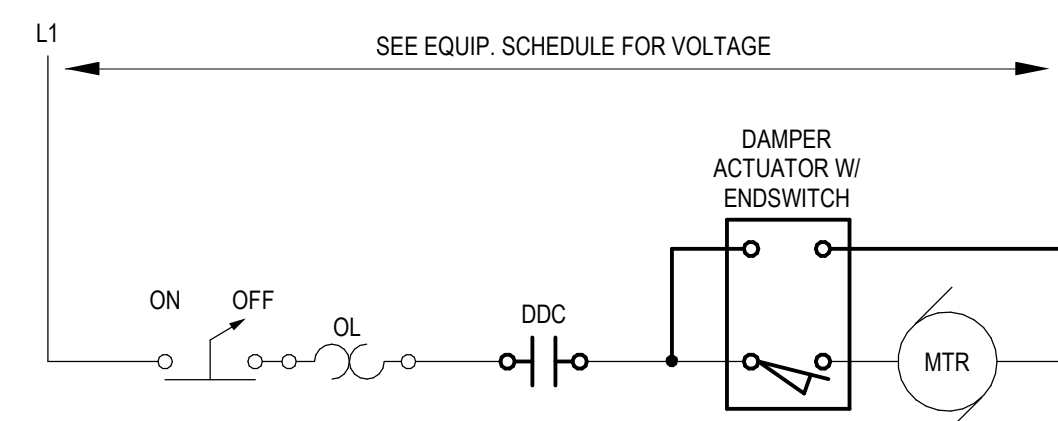 L1
SEE EQUIP. SCHEDULE FOR VOLTAGE
DAMPER
ACTUATOR W/
ENDSWITCH
ON
OFF
OL
DDC
MTR